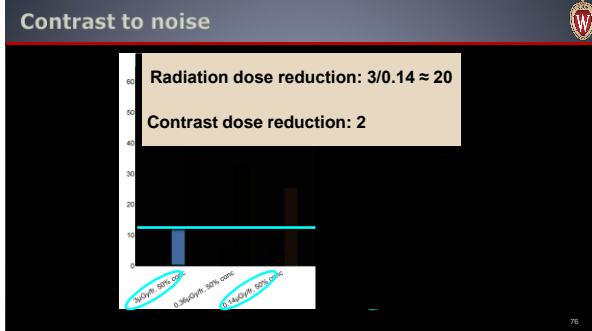 Contrast to noise
W
Radiation dose reduction: 3/0.14 ≈ 20
Contrast dose reduction: 2
60
50
40
30
20
10
0
3µGy/fr, 50% conc
0.36µGy/fr, 50% conc
0.14µGy/fr, 50% conc
76